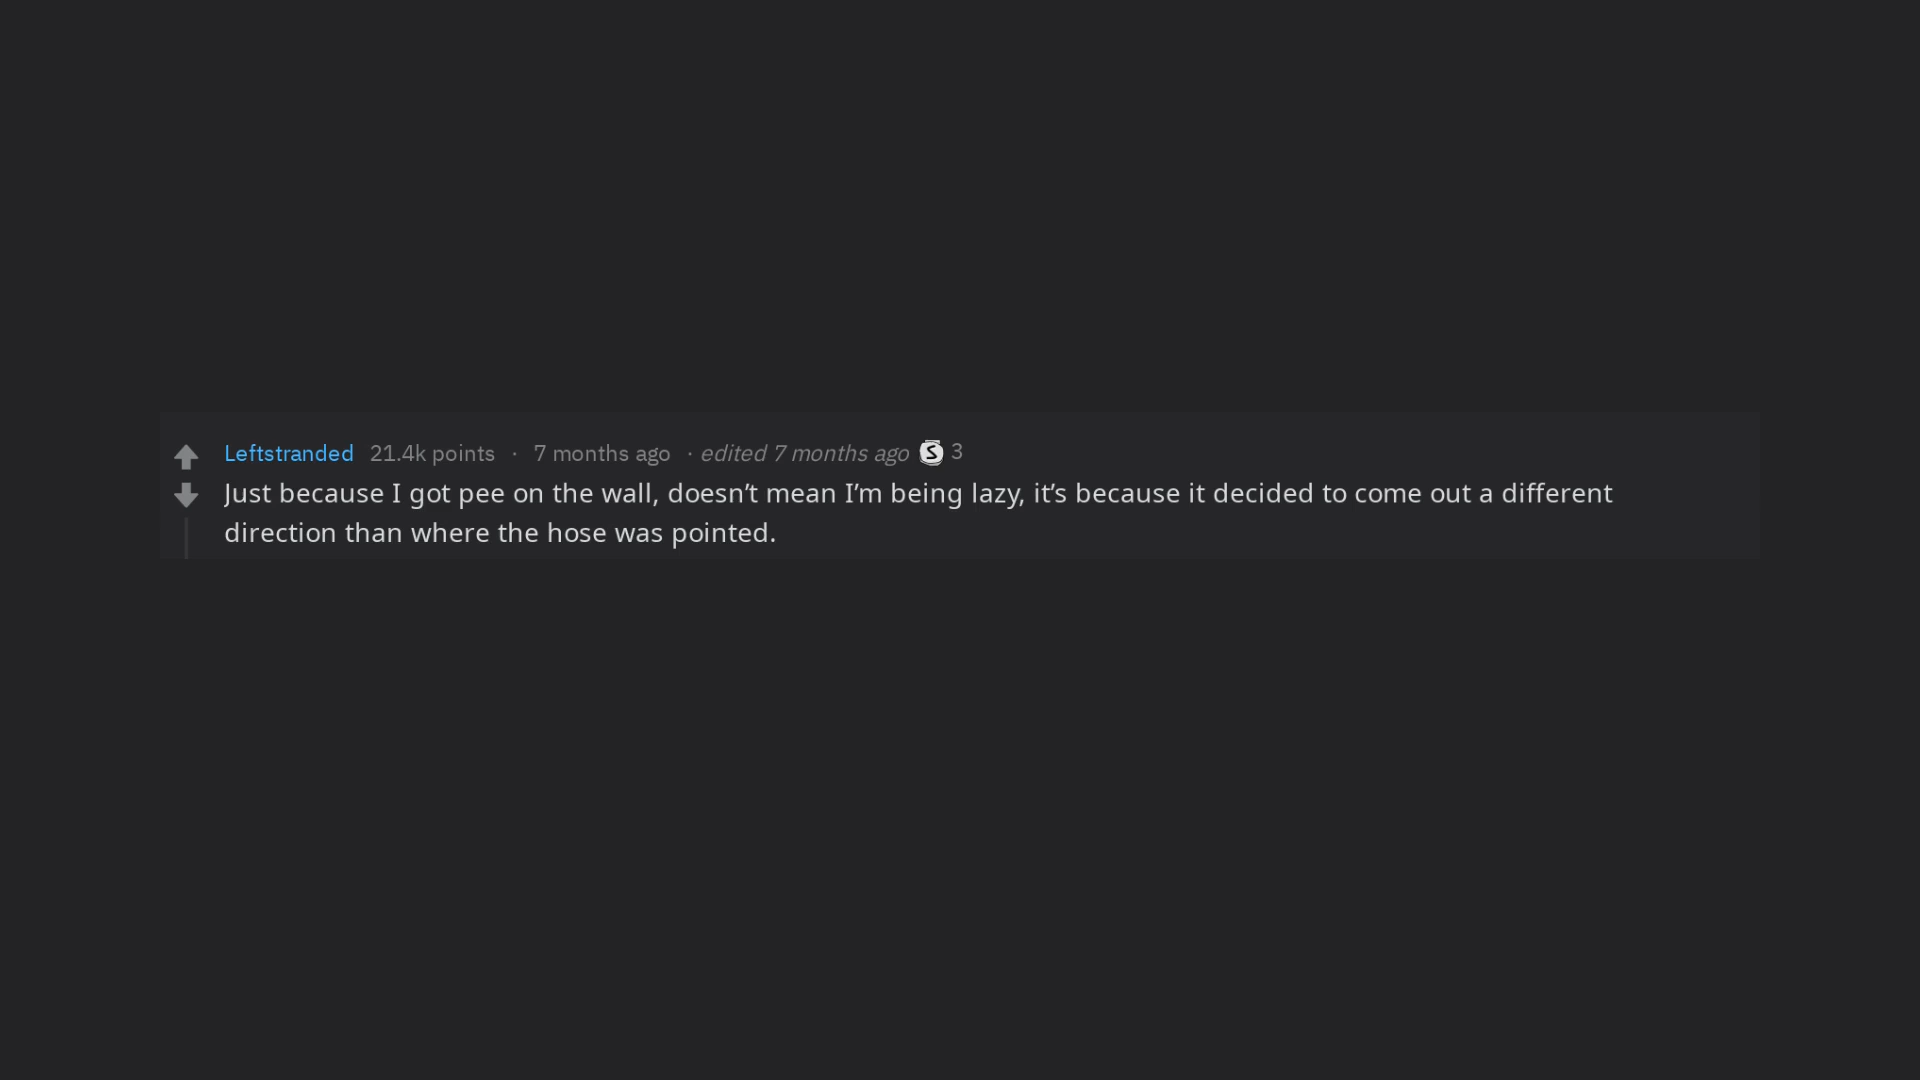 Leftstranded 21.4k points · 7 months ago · edited 7 months ago S 3
Just because I got pee on the wall, doesn’t mean I’m being lazy, it’s because it decided to come out a different
direction than where the hose was pointed.